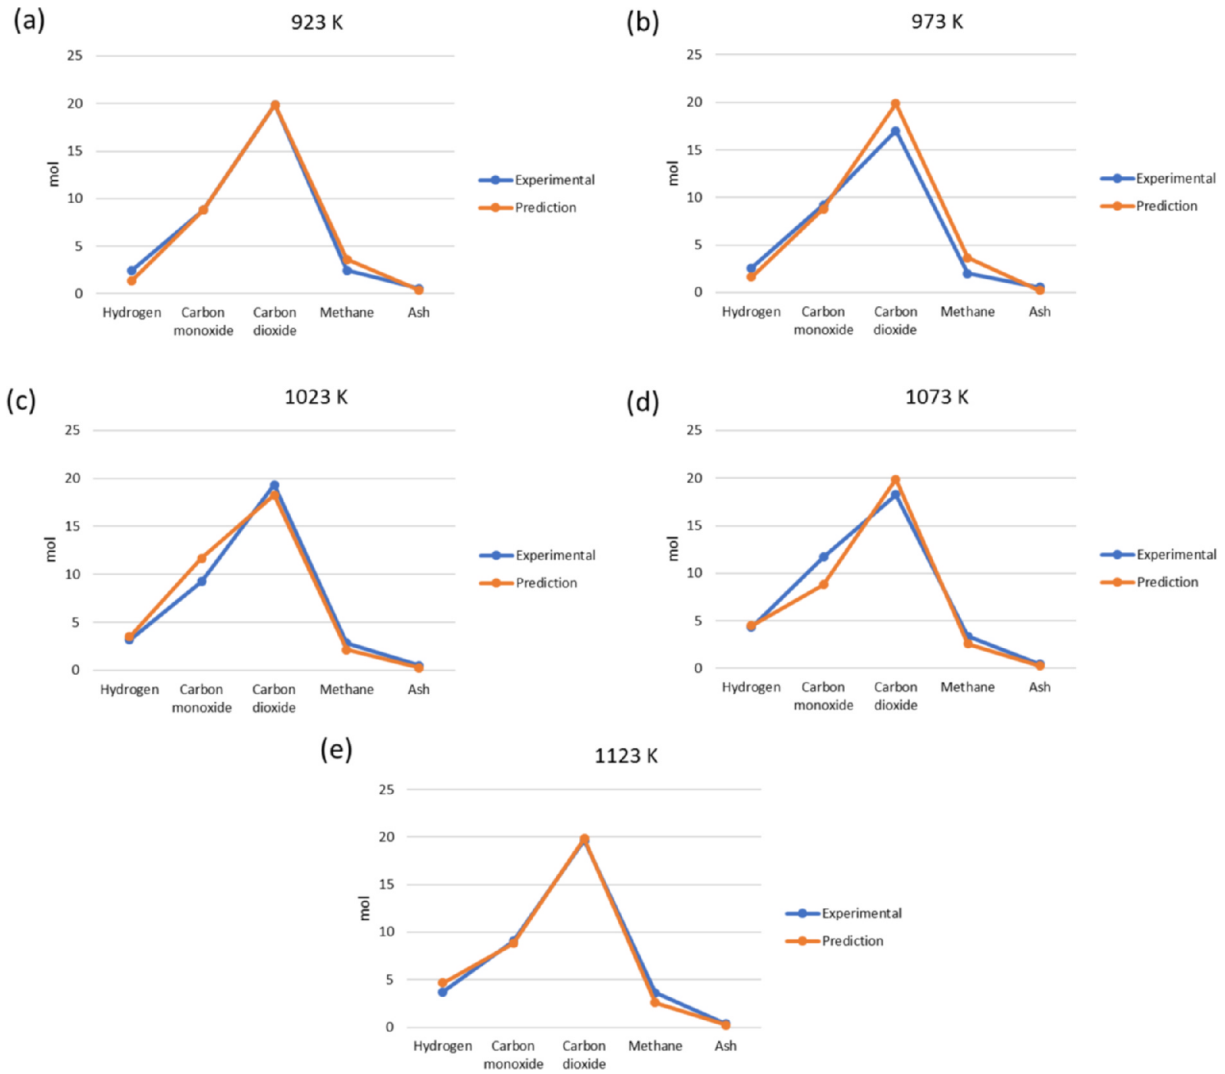 (a)
923 K
25
20
15
10
5
0
mol
Hydrogen
Carbon
monoxide
Carbon
dioxide
Methane
Ash
Experimental
Prediction
(b)
973 K
25
20
15
10
5
0
mol
Hydrogen
Carbon
monoxide
Carbon
dioxide
Methane
Ash
Experimental
Prediction
(c)
1023 K
25
20
15
10
5
0
mol
Hydrogen
Carbon
monoxide
Carbon
dioxide
Methane
Ash
Experimental
Prediction
(d)
1073 K
25
20
15
10
5
0
mol
Hydrogen
Carbon
monoxide
Carbon
dioxide
Methane
Ash
Experimental
Prediction
(e)
1123 K
25
20
15
10
5
0
mol
Hydrogen
Carbon
monoxide
Carbon
dioxide
Methane
Ash
Experimental
Prediction